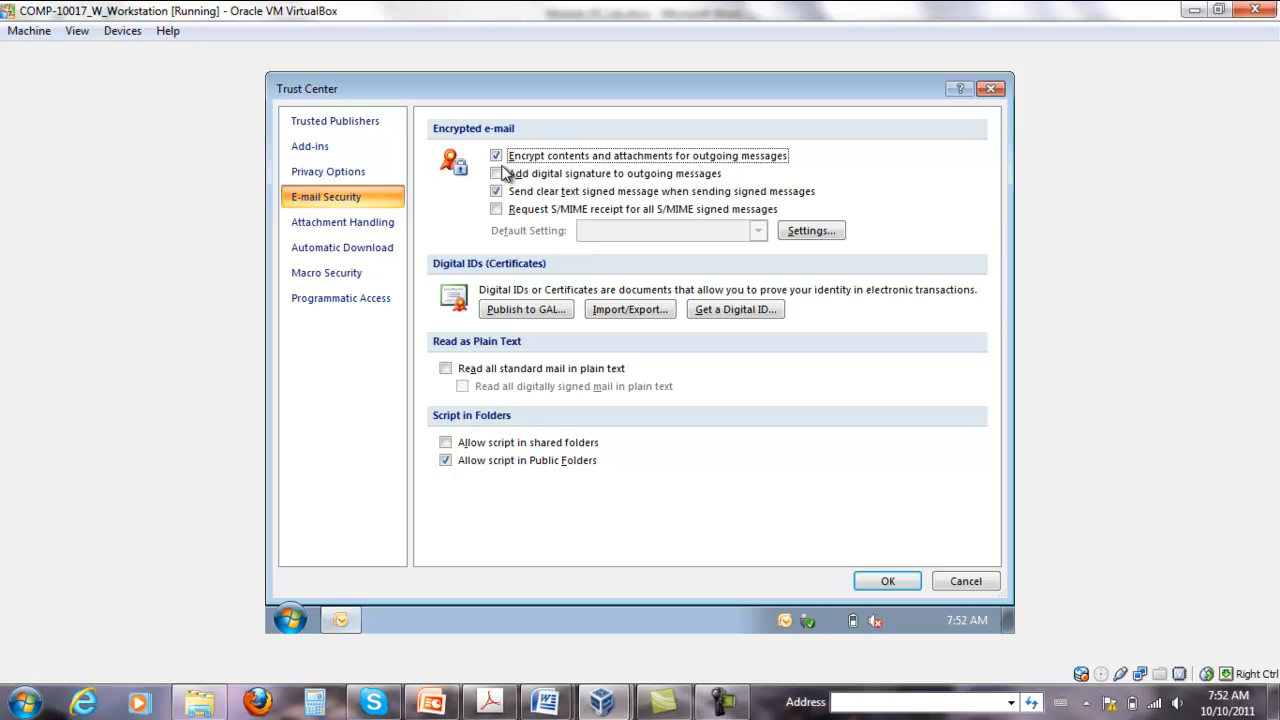 COMP-10017_W_Workstation [Running] - Oracle VM VirtualBox
Machine View Devices Help
Trust Center
Trusted Publishers
Add-ins
Privacy Options
E-mail Security
Attachment Handling
Automatic Download
Macro Security
Programmatic Access
Encrypted e-mail
Encrypt contents and attachments for outgoing messages
Add digital signature to outgoing messages
Send clear text signed message when sending signed messages
Request S/MIME receipt for all S/MIME signed messages
Default Setting: Settings...
Digital IDs (Certificates)
Digital IDs or Certificates are documents that allow you to prove your identity in electronic transactions.
Publish to GAL... Import/Export... Get a Digital ID...
Read as Plain Text
Read all standard mail in plain text
Read all digitally signed mail in plain text
Script in Folders
Allow script in shared folders
Allow script in Public Folders
OK Cancel
7:52 AM
Right Ctrl
Address
7:52 AM
10/10/2011